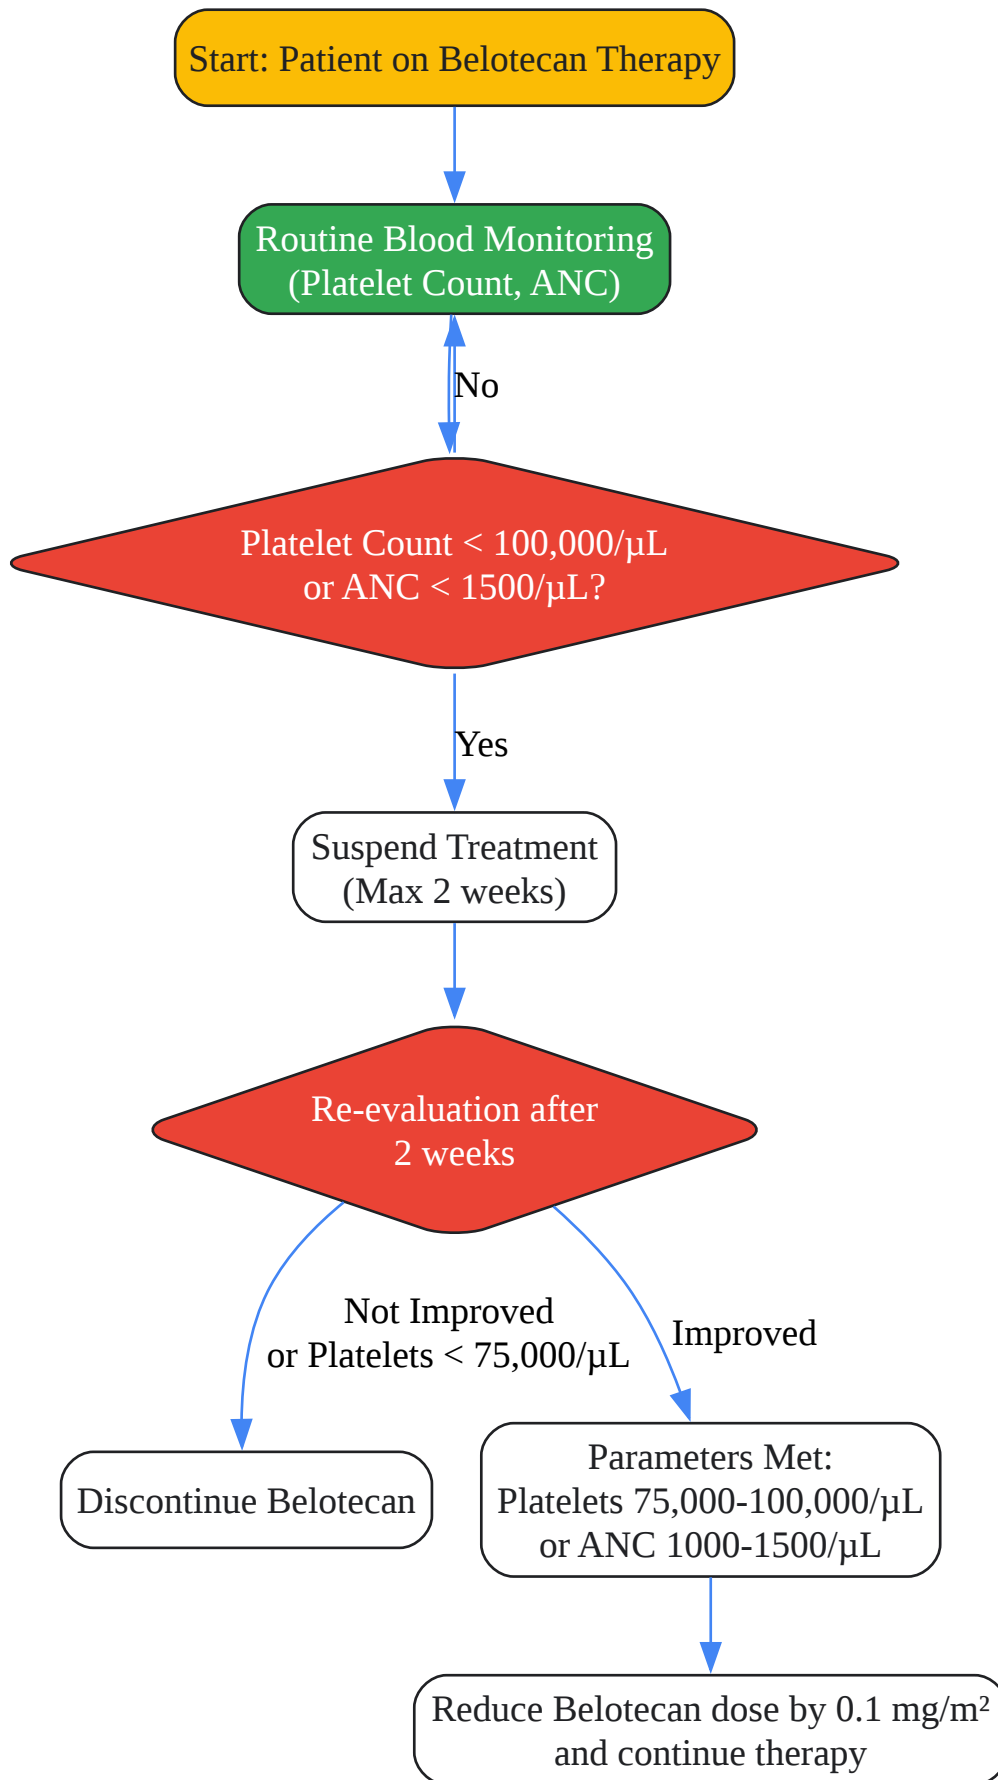 Start: Patient on Belotecan Therapy
Routine Blood Monitoring
(Platelet Count, ANC)
No
Platelet Count < 100,000/µL
or ANC < 1500/µL?
Yes
Suspend Treatment
(Max 2 weeks)
Re-evaluation after
2 weeks
Not Improved
or Platelets < 75,000/µL
Improved
Discontinue Belotecan
Parameters Met:
Platelets 75,000-100,000/µL
or ANC 1000-1500/µL
Reduce Belotecan dose by 0.1 mg/m²
and continue therapy